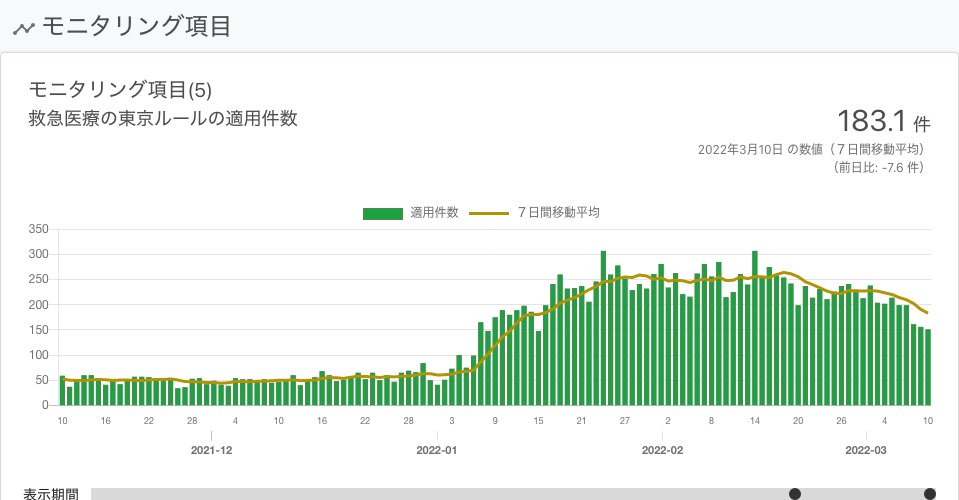 モニタリング項目
モニタリング項目(5)
救急医療の東京ルールの適用件数
183.1 件
2022年3月10日 の数値（７日間移動平均）
（前日比: -7.6 件）
適用件数 ７日間移動平均
350
300
250
200
150
100
50
0
10 16 22 28 4 10 16 22 28 3 9 15 21 27 2 8 14 20 26 4 10
2021-12 2022-01 2022-02 2022-03
表示期間